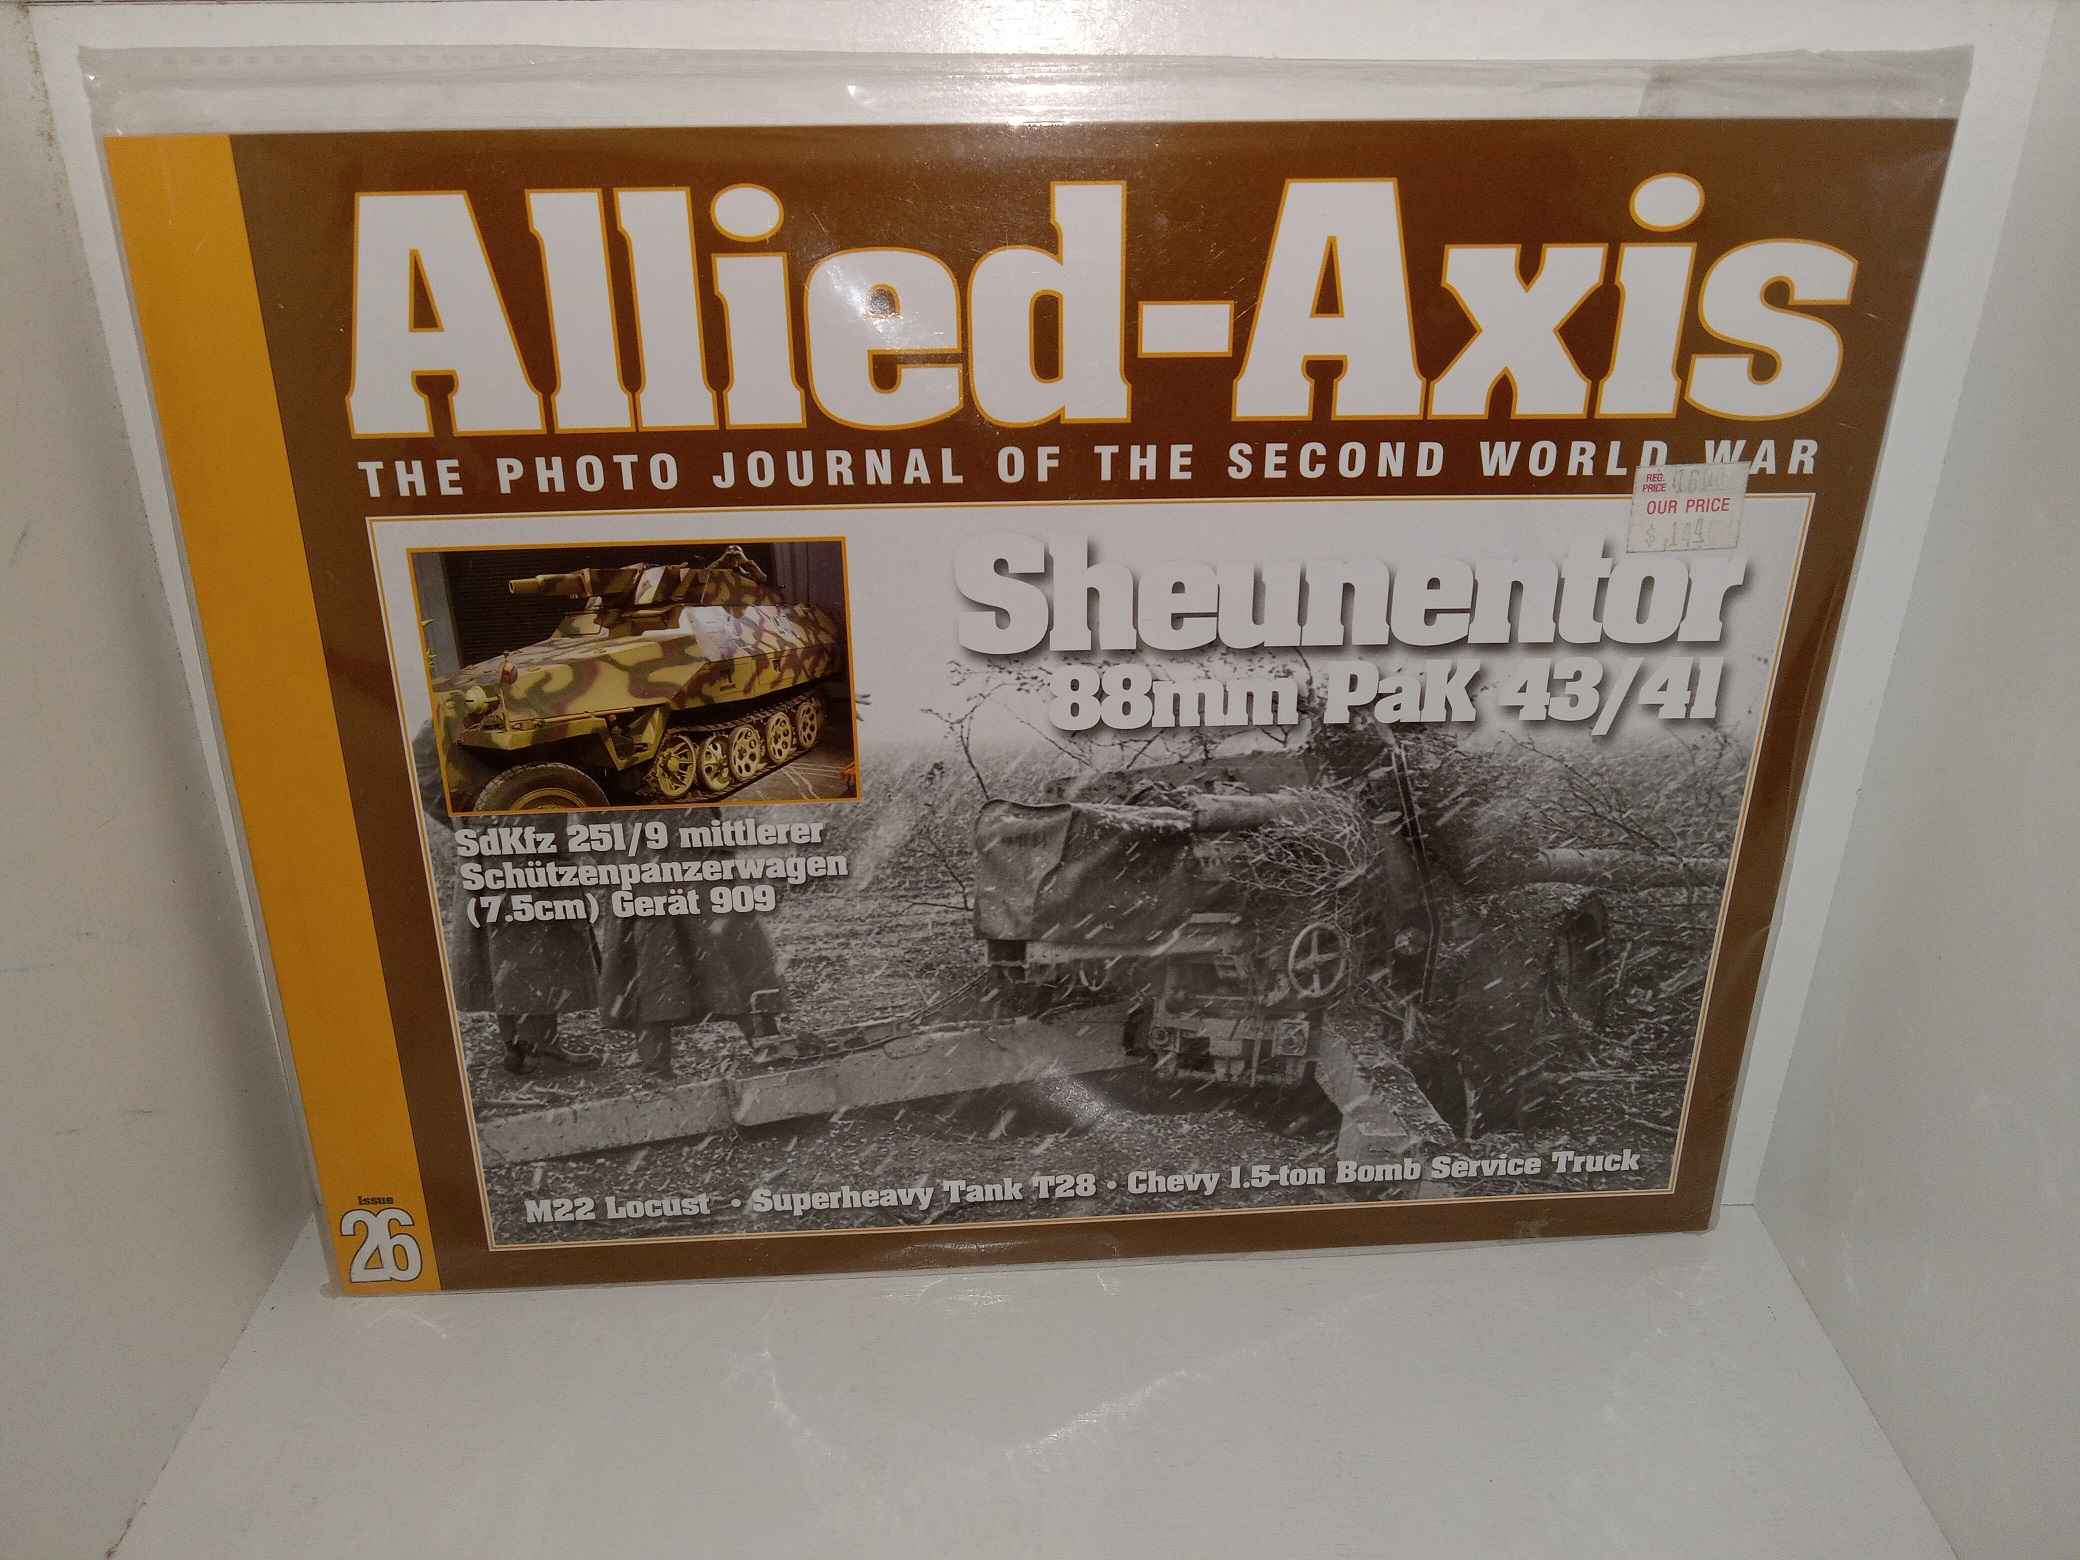 Allied-Axis
THE PHOTO JOURNAL OF THE SECOND WORLD WAR
REG.
PRICE
OUR PRICE
$
Sheunentor
88mm PaK 43/41
SdKfz 251/9 mittlerer
Schützenpanzerwagen
(7.5cm) Gerät 909
M22 Locust • Superheavy Tank T28 • Chevy 1.5-ton Bomb Service Truck
Issue
26